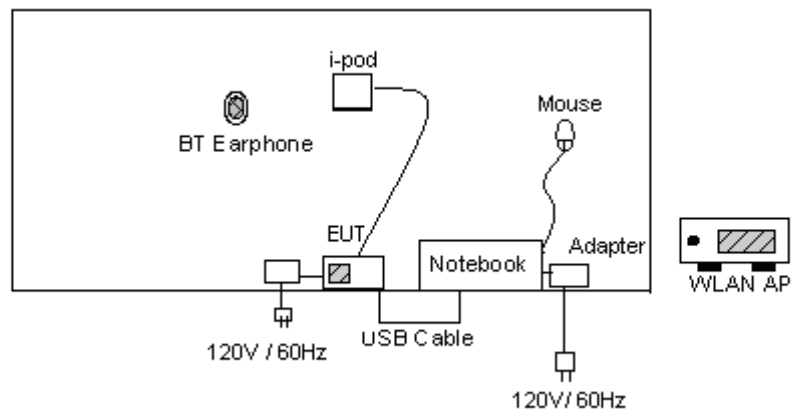 i-pod
Mouse
BT Earphone
EUT
Adapter
Notebook
WLAN AP
USB Cable
120V / 60Hz
120V/ 60Hz